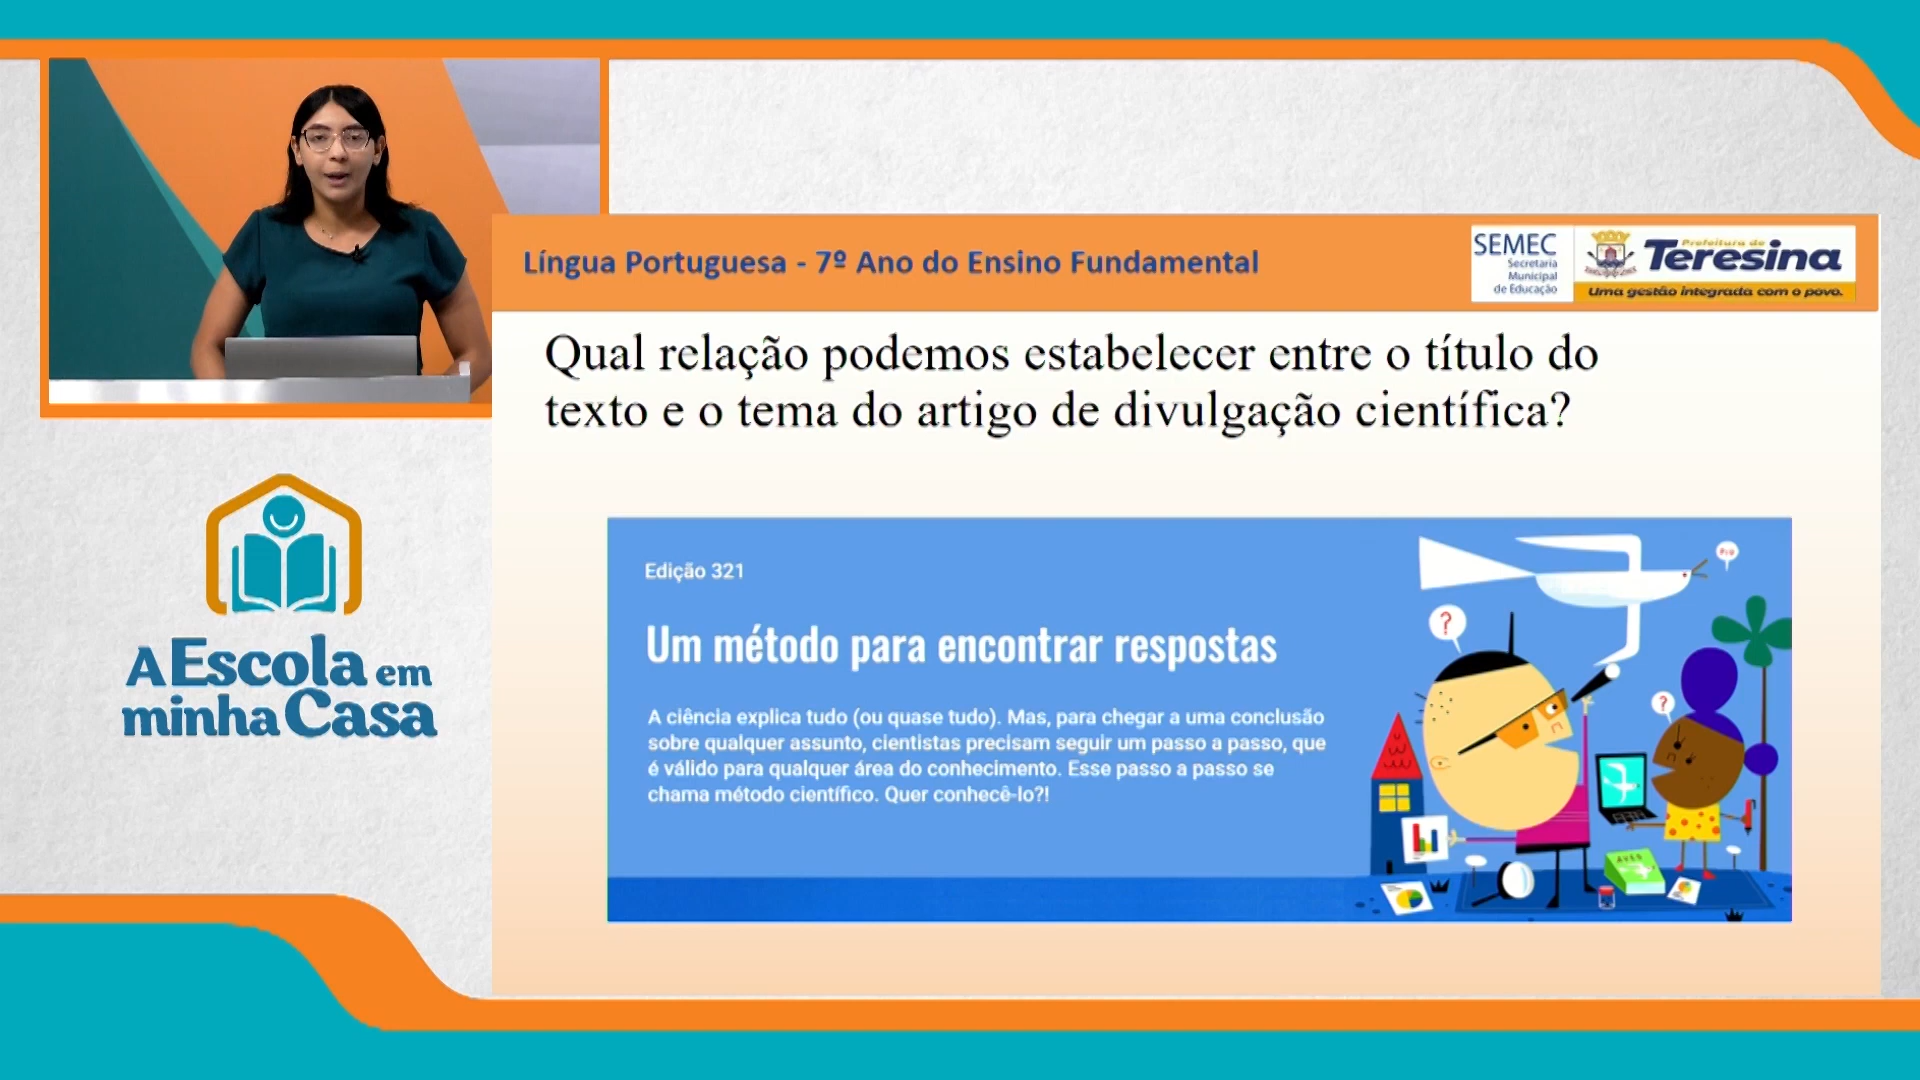 Língua Portuguesa - 7º Ano do Ensino Fundamental
SEMEC
Secretaria
Municipal
de Educação
Prefeitura de
Teresina
Uma gestão integrada com o povo.
Qual relação podemos estabelecer entre o título do
texto e o tema do artigo de divulgação científica?
Edição 321
Um método para encontrar respostas
A ciência explica tudo (ou quase tudo). Mas, para chegar a uma conclusão
sobre qualquer assunto, cientistas precisam seguir um passo a passo, que
é válido para qualquer área do conhecimento. Esse passo a passo se
chama método científico. Quer conhecê-lo?!
?
?
AVES
A Escola em
minha Casa